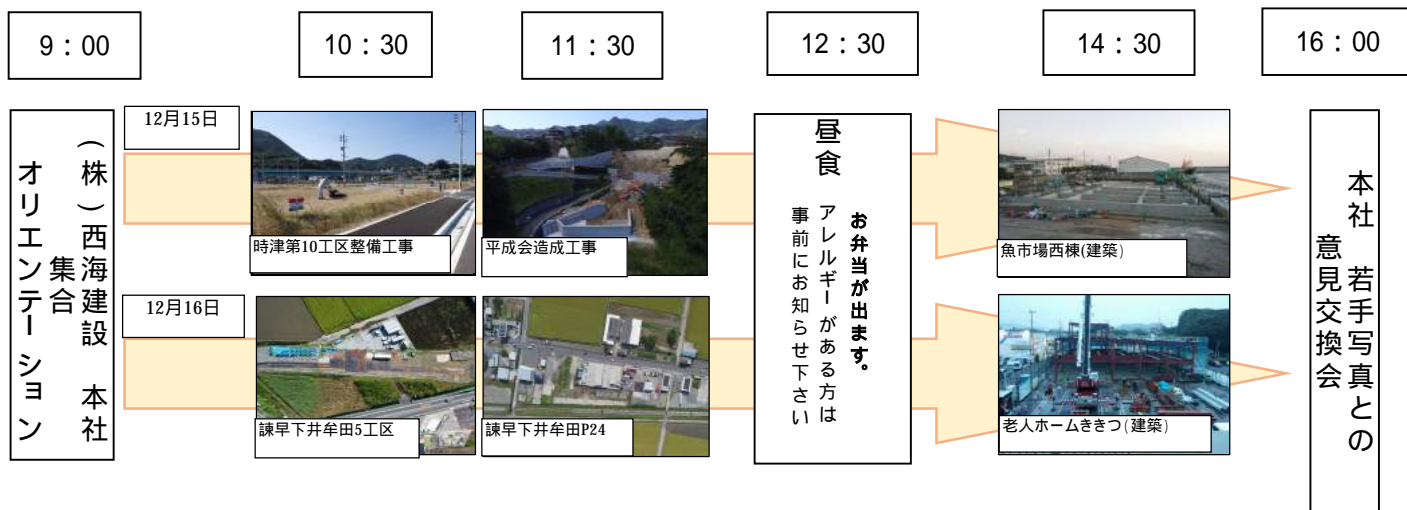 9：00
10：30
11：30
12：30
14：30
16：00
(株)西海建設　本社
集合
オリエンテーション
12月15日
時津第10工区整備工事
平成会造成工事
12月16日
諫早下井牟田5工区
諫早下井牟田P24
昼食
お弁当が出ます。
アレルギーがある方は
事前にお知らせ下さい
魚市場西棟(建築)
老人ホームききつ(建築)
本社　若手写真との
意見交換会